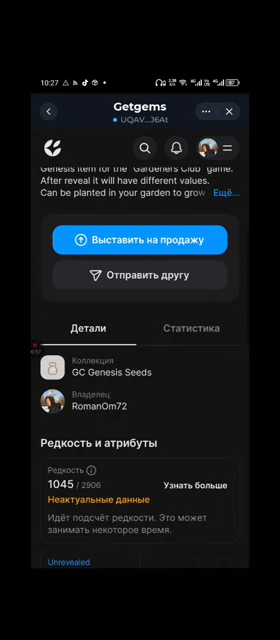 10:27
Getgems
UQAV...J6At
Genesis item for the "Gardeners Club" game.
After reveal it will have different values.
Can be planted in your garden to grow Ещё...
Выставить на продажу
Отправить другу
Детали
Статистика
00:57
Коллекция
GC Genesis Seeds
Владелец
RomanOm72
Редкость и атрибуты
Редкость
1045 / 2906
Узнать больше
Неактуальные данные
Идёт подсчёт редкости. Это может
занимать некоторое время.
Unrevealed